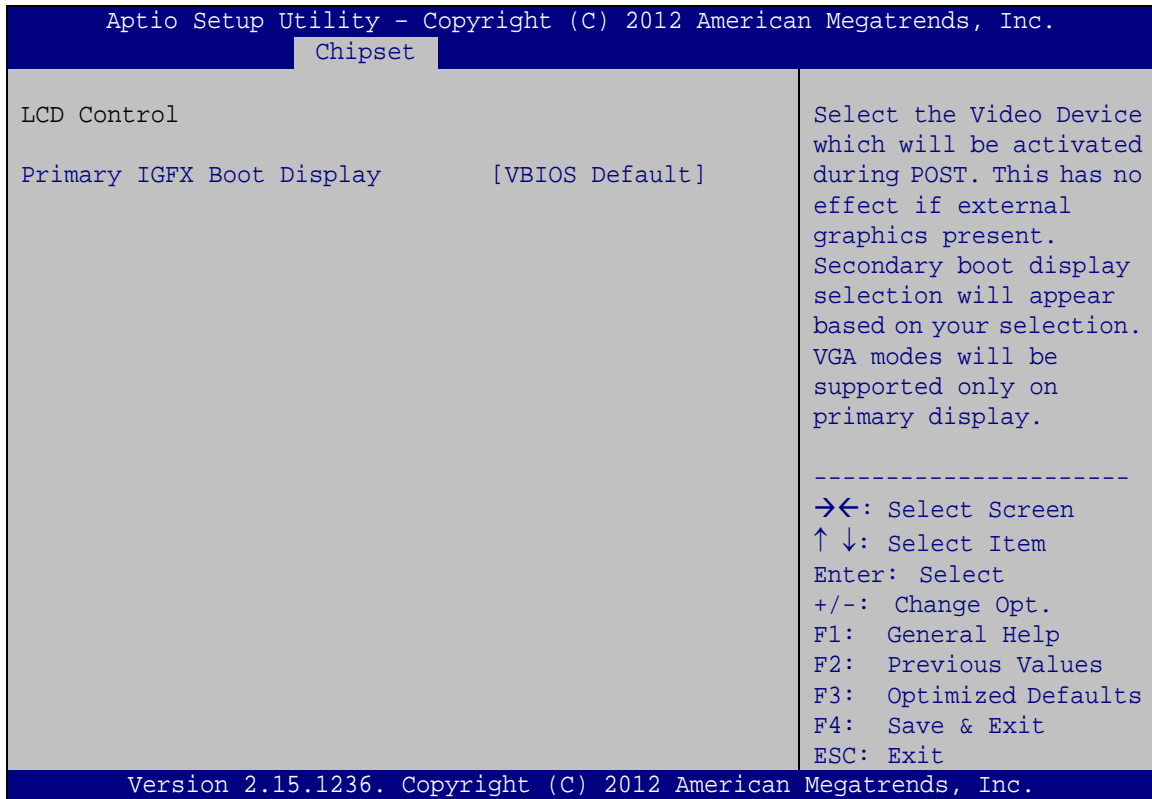 Aptio Setup Utility – Copyright (C) 2012 American Megatrends, Inc.
Chipset
LCD Control
Primary IGFX Boot Display [VBIOS Default]
Select the Video Device
which will be activated
during POST. This has no
effect if external
graphics present.
Secondary boot display
selection will appear
based on your selection.
VGA modes will be
supported only on
primary display.
----------------------
→←: Select Screen
↑ ↓: Select Item
Enter: Select
+/-: Change Opt.
F1: General Help
F2: Previous Values
F3: Optimized Defaults
F4: Save & Exit
ESC: Exit
Version 2.15.1236. Copyright (C) 2012 American Megatrends, Inc.